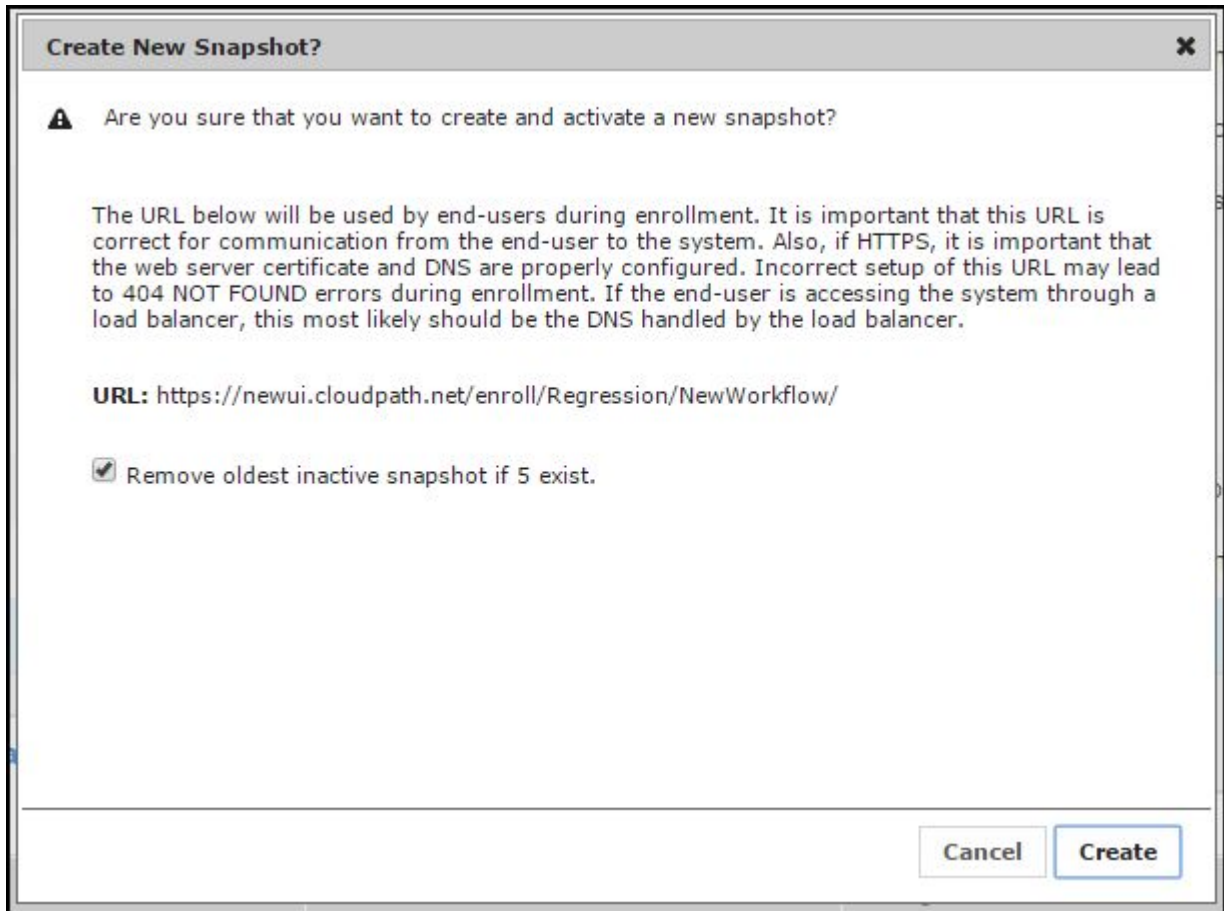 Create New Snapshot?
Are you sure that you want to create and activate a new snapshot?
The URL below will be used by end-users during enrollment. It is important that this URL is
correct for communication from the end-user to the system. Also, if HTTPS, it is important that
the web server certificate and DNS are properly configured. Incorrect setup of this URL may lead
to 404 NOT FOUND errors during enrollment. If the end-user is accessing the system through a
load balancer, this most likely should be the DNS handled by the load balancer.
URL: https://newui.cloudpath.net/enroll/Regression/NewWorkflow/
Remove oldest inactive snapshot if 5 exist.
Cancel Create